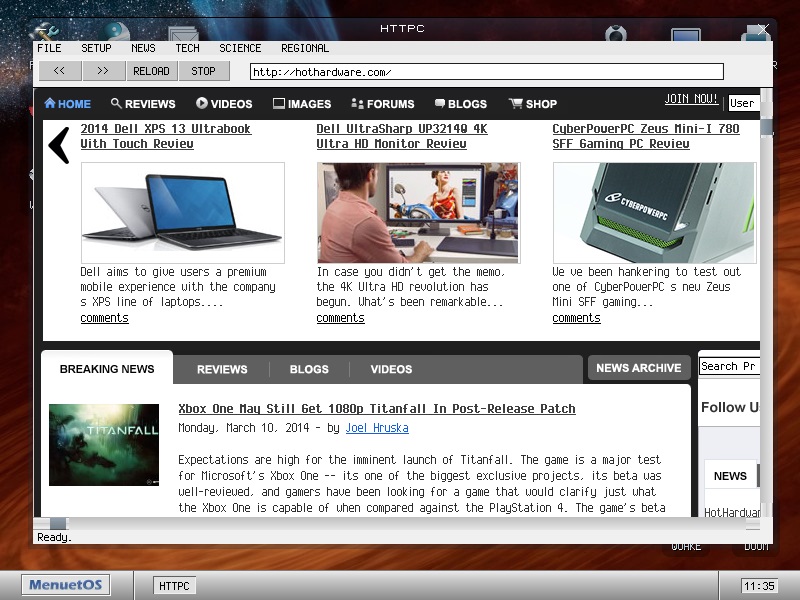 HTTPC
FILE SETUP NEWS TECH SCIENCE REGIONAL
<< >> RELOAD STOP http://hothardware.com/
HOME REVIEWS VIDEOS IMAGES FORUMS BLOGS SHOP JOIN NOW! User
2014 Dell XPS 13 Ultrabook
With Touch Review
Dell UltraSharp UP3214Q 4K
Ultra HD Monitor Review
CyberPowerPC Zeus Mini-I 780
SFF Gaming PC Review
CYBERPOWERPC
Dell aims to give users a premium
mobile experience with the company
s XPS line of laptops....
comments
In case you didn't get the memo,
the 4K Ultra HD revolution has
begun. What's been remarkable...
comments
We ve been hankering to test out
one of CyberPowerPC s new Zeus
Mini SFF gaming...
comments
BREAKING NEWS REVIEWS BLOGS VIDEOS NEWS ARCHIVE
Search Pr
Follow U
NEWS
HotHardwar
TITANFALL
Xbox One May Still Get 1080p Titanfall In Post-Release Patch
Monday, March 10, 2014 - by Joel Hruska
Expectations are high for the imminent launch of Titanfall. The game is a major test
for Microsoft's Xbox One -- its one of the biggest exclusive projects, its beta was
well-reviewed, and gamers have been looking for a game that would clarify just what
the Xbox One is capable of when compared against the PlayStation 4. The game's beta
Ready.
QUAKE DOOM
MenuetOS HTTPC 11:35